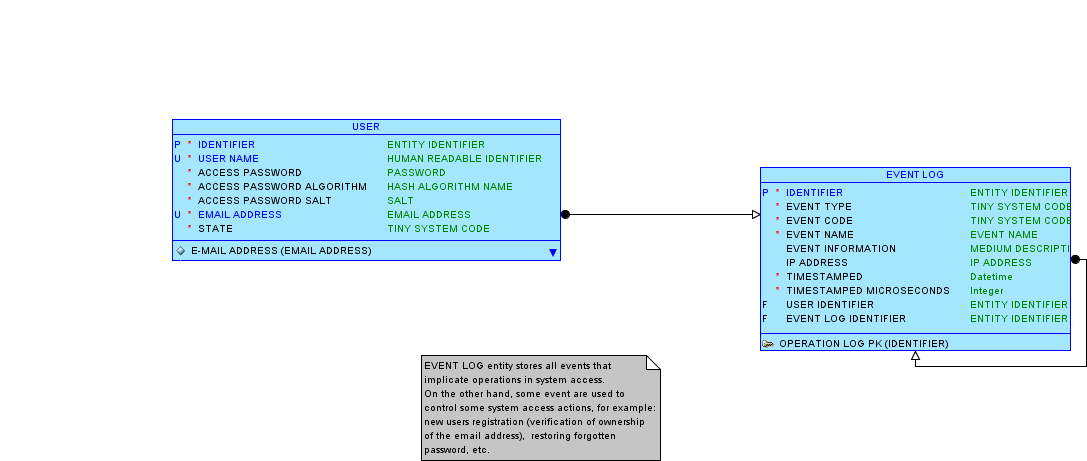 USER
P * IDENTIFIER ENTITY IDENTIFIER
U * USER NAME HUMAN READABLE IDENTIFIER
* ACCESS PASSWORD PASSWORD
* ACCESS PASSWORD ALGORITHM HASH ALGORITHM NAME
* ACCESS PASSWORD SALT SALT
U * EMAIL ADDRESS EMAIL ADDRESS
* STATE TINY SYSTEM CODE
E-MAIL ADDRESS (EMAIL ADDRESS)
EVENT LOG
P * IDENTIFIER ENTITY IDENTIFIER
* EVENT TYPE TINY SYSTEM CODE
* EVENT CODE TINY SYSTEM CODE
* EVENT NAME EVENT NAME
EVENT INFORMATION MEDIUM DESCRIPTI
IP ADDRESS IP ADDRESS
* TIMESTAMPED Datetime
* TIMESTAMPED MICROSECONDS Integer
F USER IDENTIFIER ENTITY IDENTIFIER
F EVENT LOG IDENTIFIER ENTITY IDENTIFIER
OPERATION LOG PK (IDENTIFIER)
EVENT LOG entity stores all events that
implicate operations in system access.
On the other hand, some event are used to
control some system access actions, for example:
new users registration (verification of ownership
of the email address), restoring forgotten
password, etc.